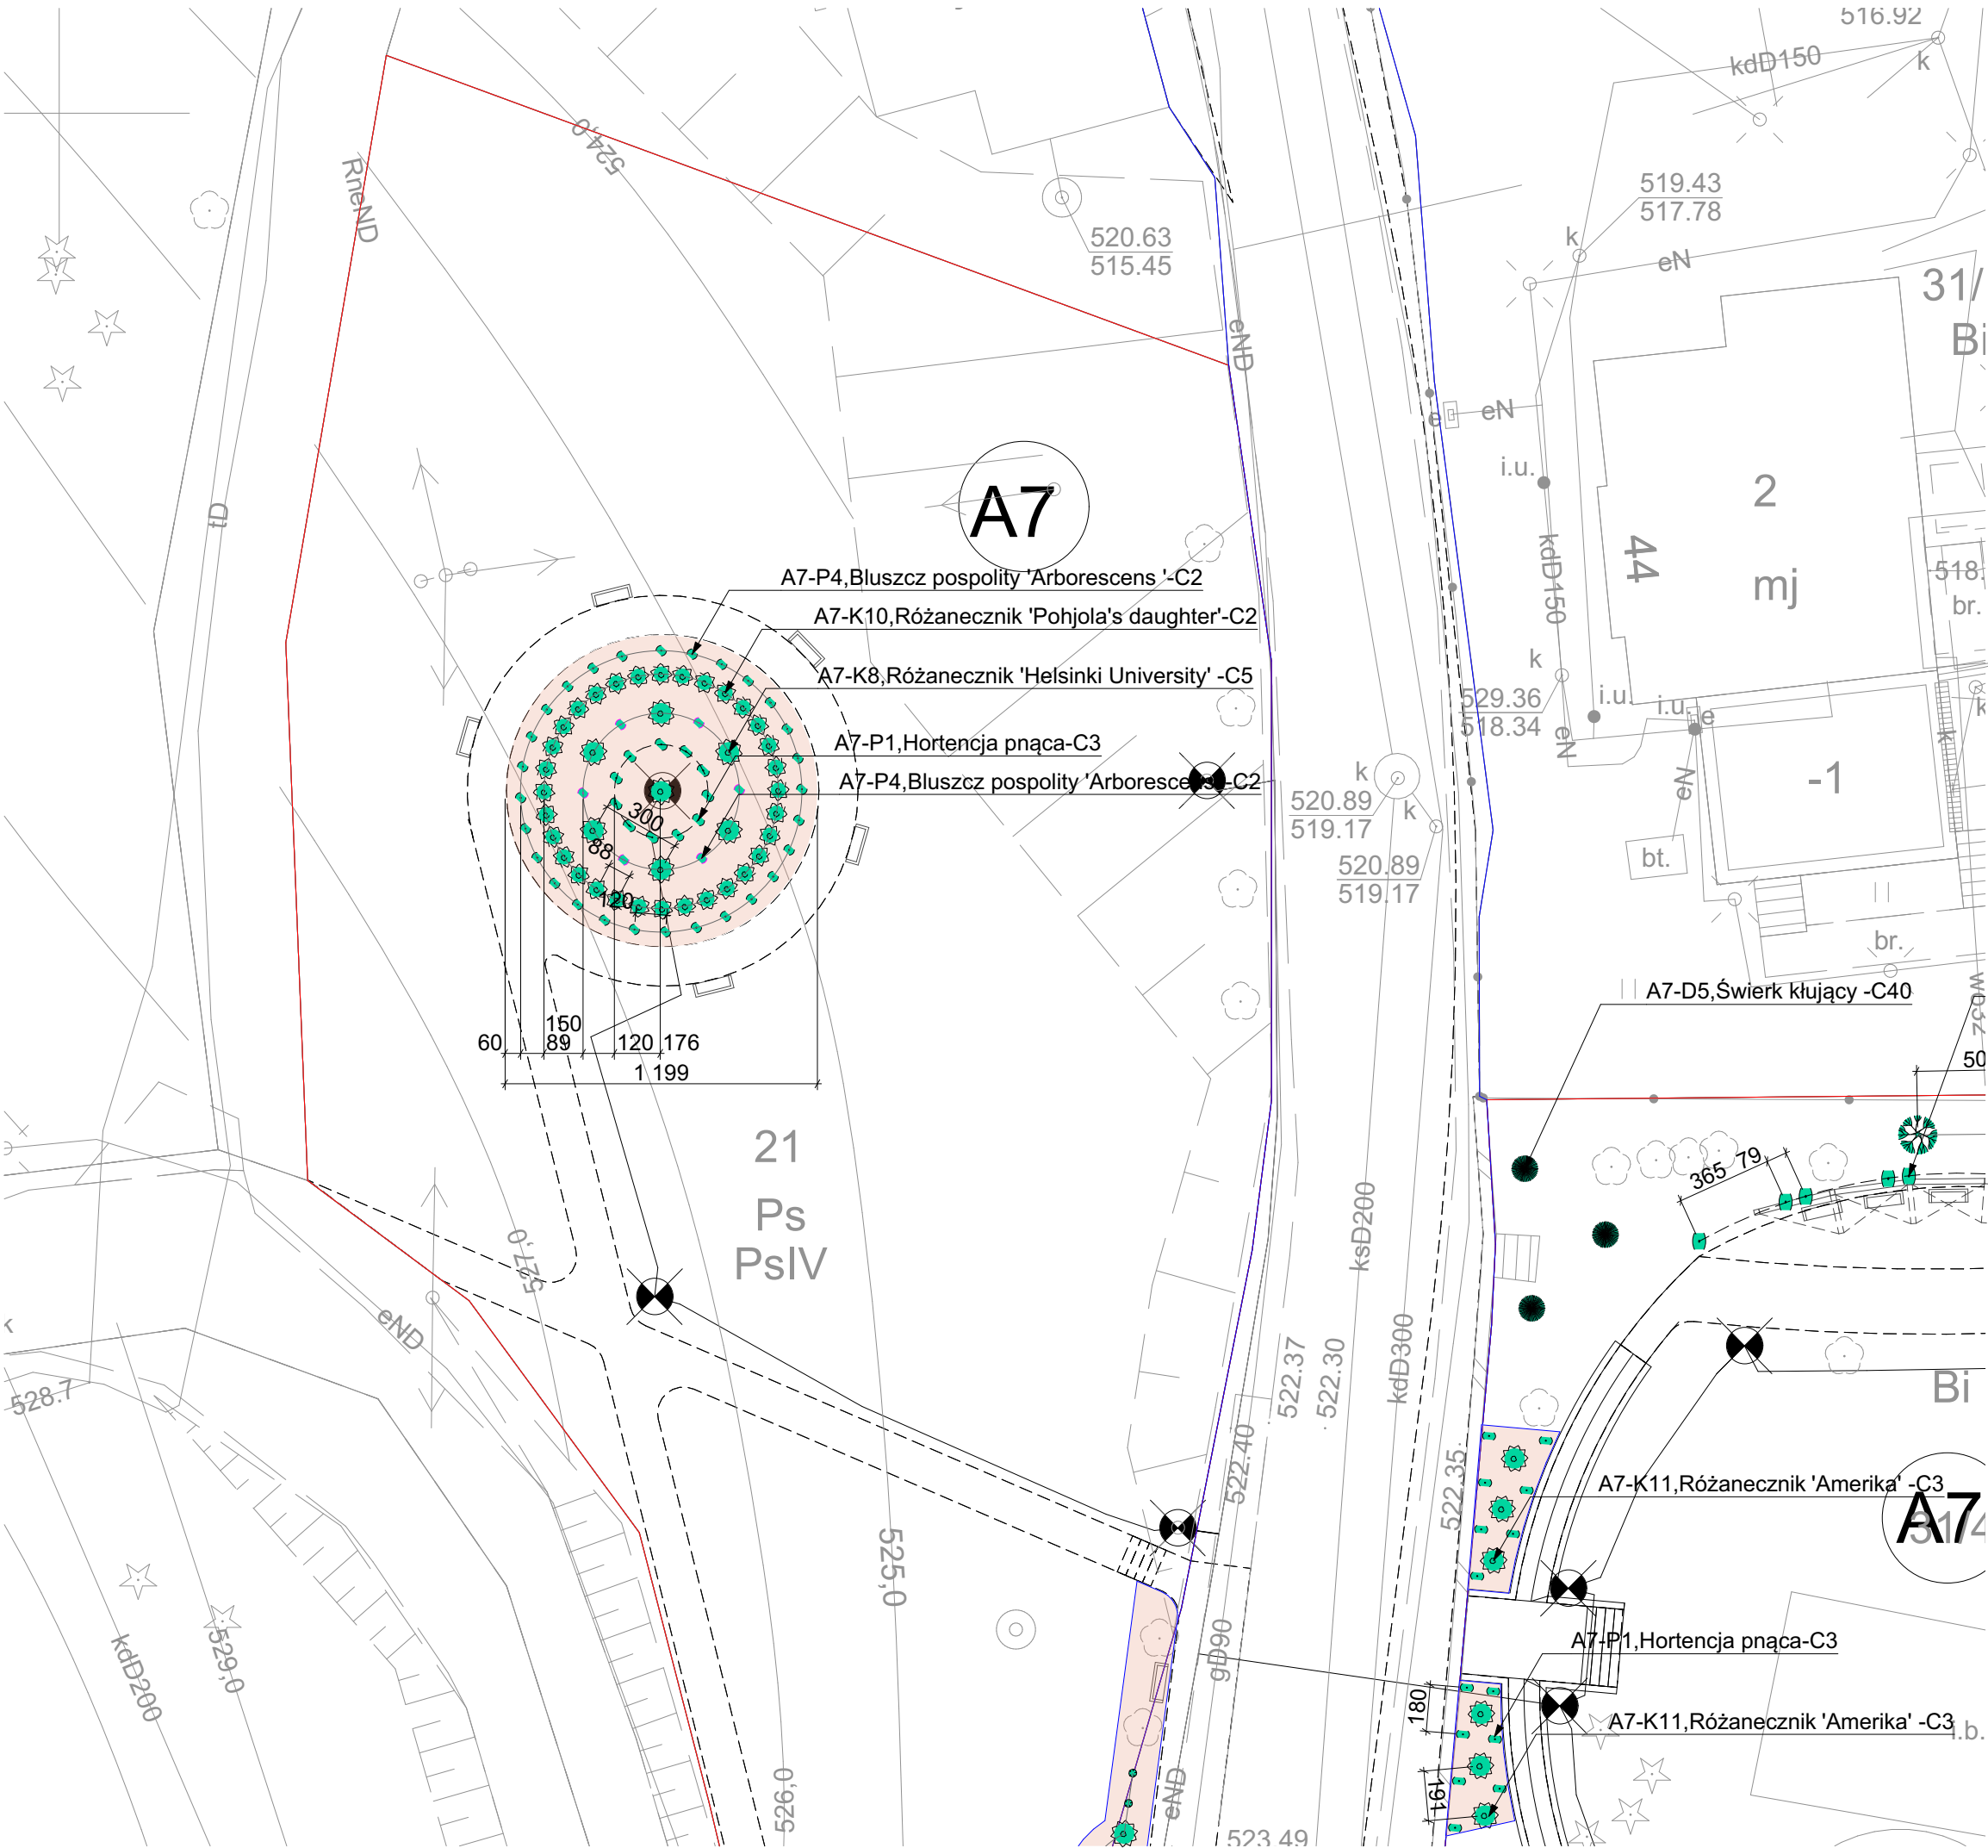 516.92
kdD150
k
524,0
RneND
519.43
517.78
k
520.63
515.45
eN
31/
Bi
eND
e
eN
i.u.
2
44
mj
tD
A7
kdD150
A7-P4,Bluszcz pospolity 'Arborescens '-C2
518.
br.
A7-K10,Różanecznik 'Pohjola's daughter'-C2
A7-K8,Różanecznik 'Helsinki University' -C5
k
529.36
518.34
i.u.
i.u.
e
k
eN
k
A7-P1,Hortencja pnąca-C3
A7-P4,Bluszcz pospolity 'Arborescens '-C2
k
520.89
519.17
k
eN
-1
300
88
bt.
520.89
519.17
120
br.
A7-D5,Świerk kłujący -C40
150
60
89
120
176
1 199
50
21
Ps
PsIV
365
79
ksD200
527,0
eND
k
528.7
522.37
522.30
kdD300
Bi
522.40
522.35
A7-K11,Różanecznik 'Amerika' -C3
A7
31/4
525,0
529,0
kdD200
gD90
A7-P1,Hortencja pnąca-C3
180
A7-K11,Różanecznik 'Amerika' -C3
i.b.
191
526,0
eND
523.49